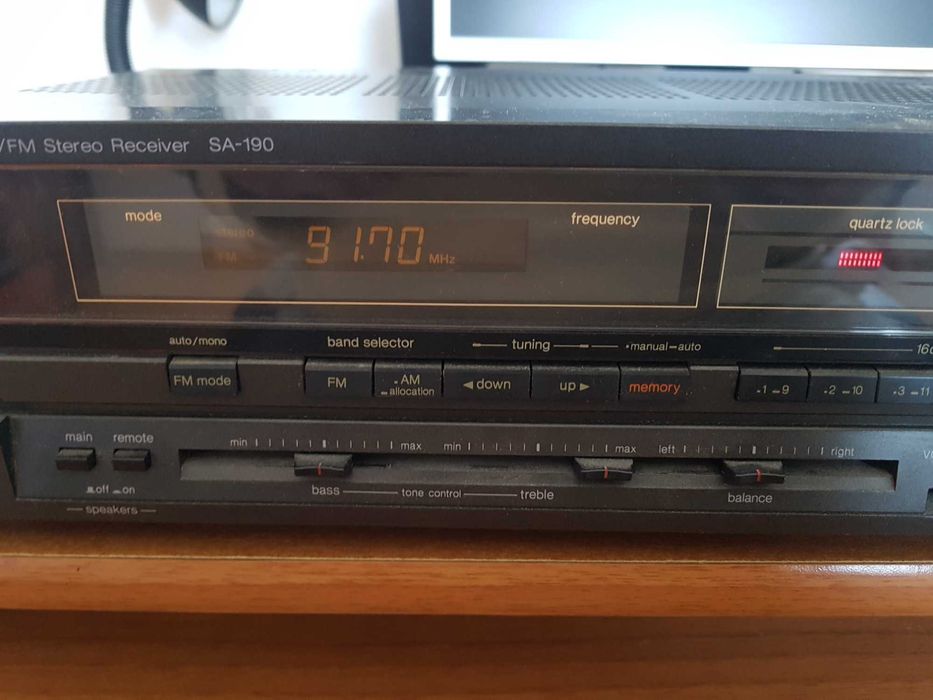 /FM Stereo Receiver SA-190
mode
frequency
quartz lock
stereo
FM
91.70 MHz
auto/mono
band selector
tuning
manual auto
16
FM mode
FM
AM
allocation
◄ down
up ►
memory
1 9
2 10
3 11
main
remote
min max
min max
left right
off on
speakers
bass
tone control
treble
balance